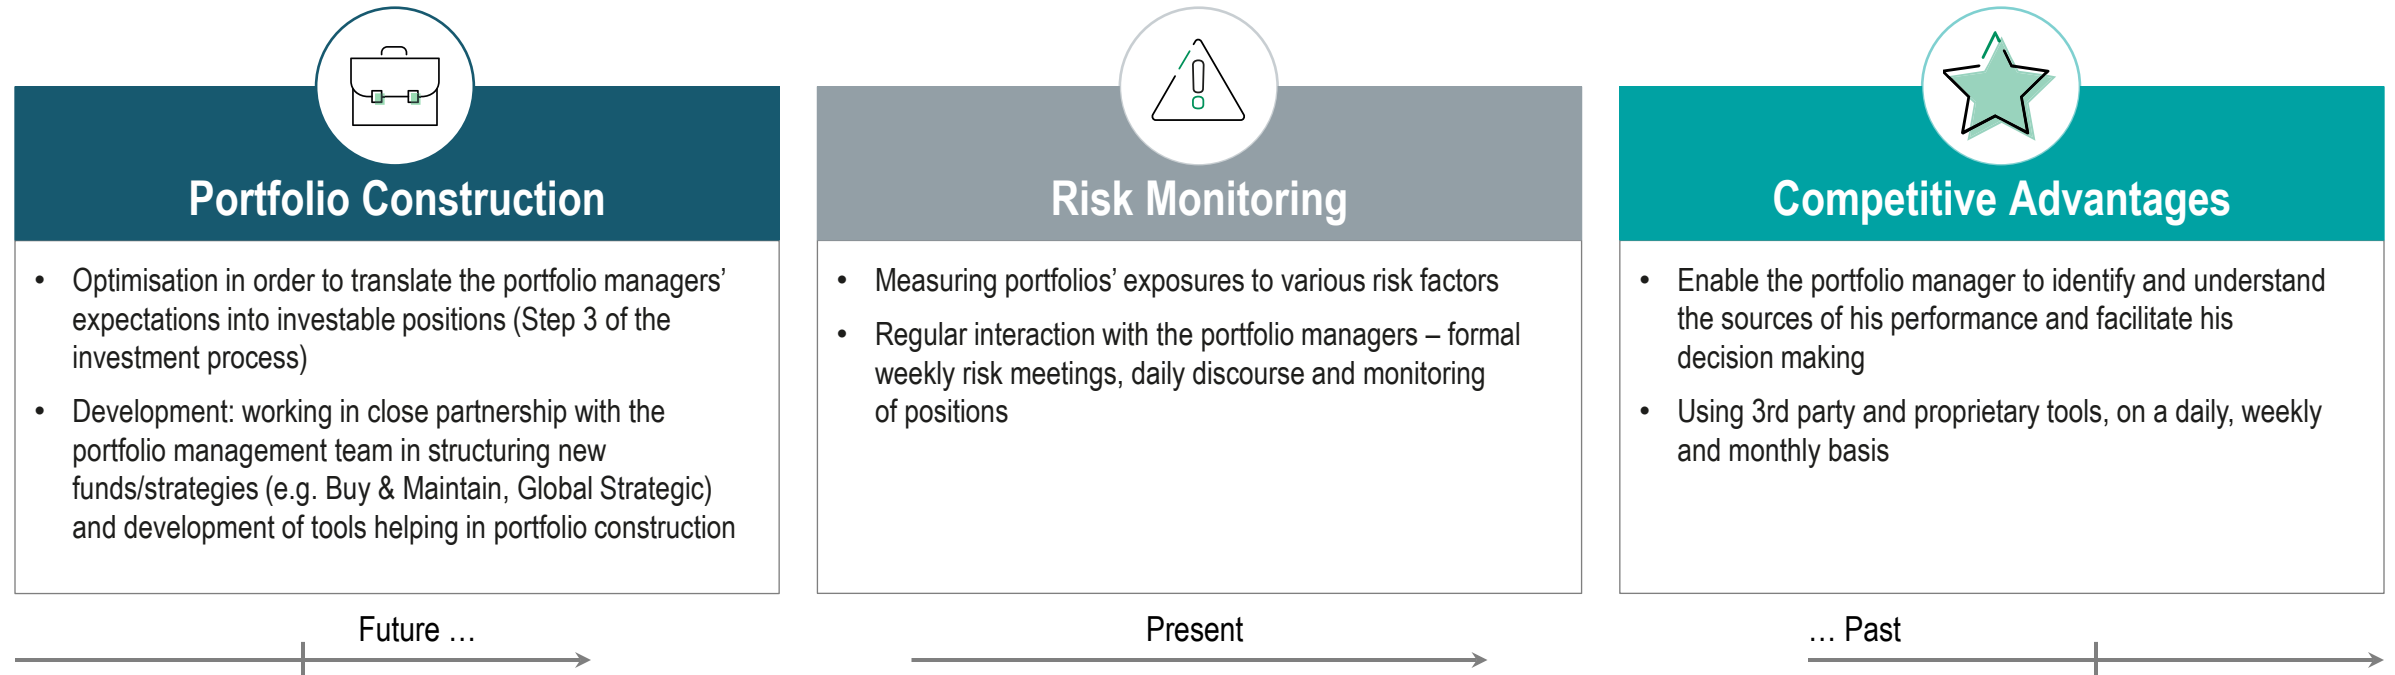 Portfolio Construction
• Optimisation in order to translate the portfolio managers’
expectations into investable positions (Step 3 of the
investment process)
• Development: working in close partnership with the
portfolio management team in structuring new
funds/strategies (e.g. Buy & Maintain, Global Strategic)
and development of tools helping in portfolio construction
Future …
Risk Monitoring
• Measuring portfolios’ exposures to various risk factors
• Regular interaction with the portfolio managers – formal
weekly risk meetings, daily discourse and monitoring
of positions
Present
Competitive Advantages
• Enable the portfolio manager to identify and understand
the sources of his performance and facilitate his
decision making
• Using 3rd party and proprietary tools, on a daily, weekly
and monthly basis
… Past